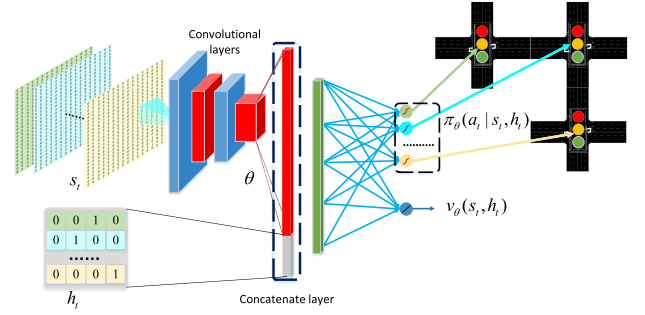 Convolutional
layers
π_θ(a_t | s_t, h_t)
.........
......
s_t
θ
v_θ(s_t, h_t)
0 0 1 0
0 1 0 0
......
0 0 0 1
h_t
Concatenate layer